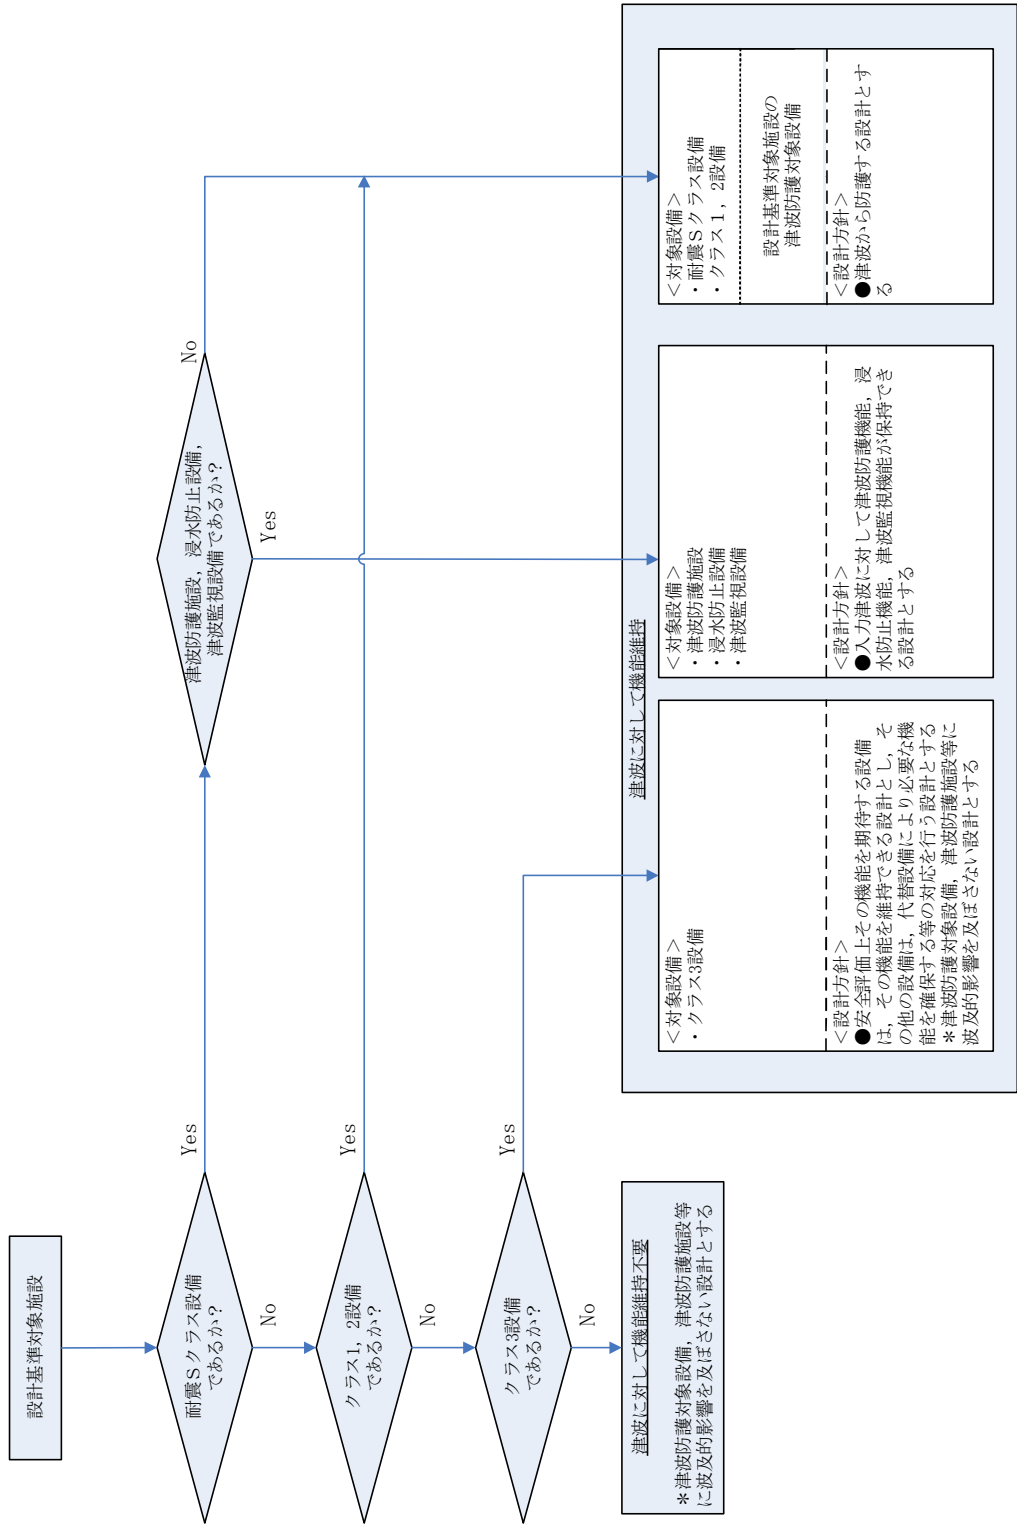 設計基準対象施設
耐震Sクラス設備
であるか？
Yes
No
津波防護施設，浸水防止設備，
津波監視設備であるか？
No
Yes
クラス1，2設備
であるか？
Yes
No
クラス3設備
であるか？
Yes
No
津波に対して機能維持不要
＊津波防護対象設備，津波防護施設等
に波及的影響を及ぼさない設計とする
津波に対して機能維持
＜対象設備＞
・クラス3設備
＜設計方針＞
●安全評価上その機能を期待する設備
は，その機能を維持できる設計とし，そ
の他の設備は，代替設備により必要な機
能を確保する等の対応を行う設計とする
＊津波防護対象設備，津波防護施設等に
波及的影響を及ぼさない設計とする
＜対象設備＞
・津波防護施設
・浸水防止設備
・津波監視設備
＜設計方針＞
●入力津波に対して津波防護機能，浸
水防止機能，津波監視機能が保持でき
る設計とする
＜対象設備＞
・耐震Sクラス設備
・クラス1，2設備
設計基準対象施設の
津波防護対象設備
＜設計方針＞
●津波から防護する設計とす
る